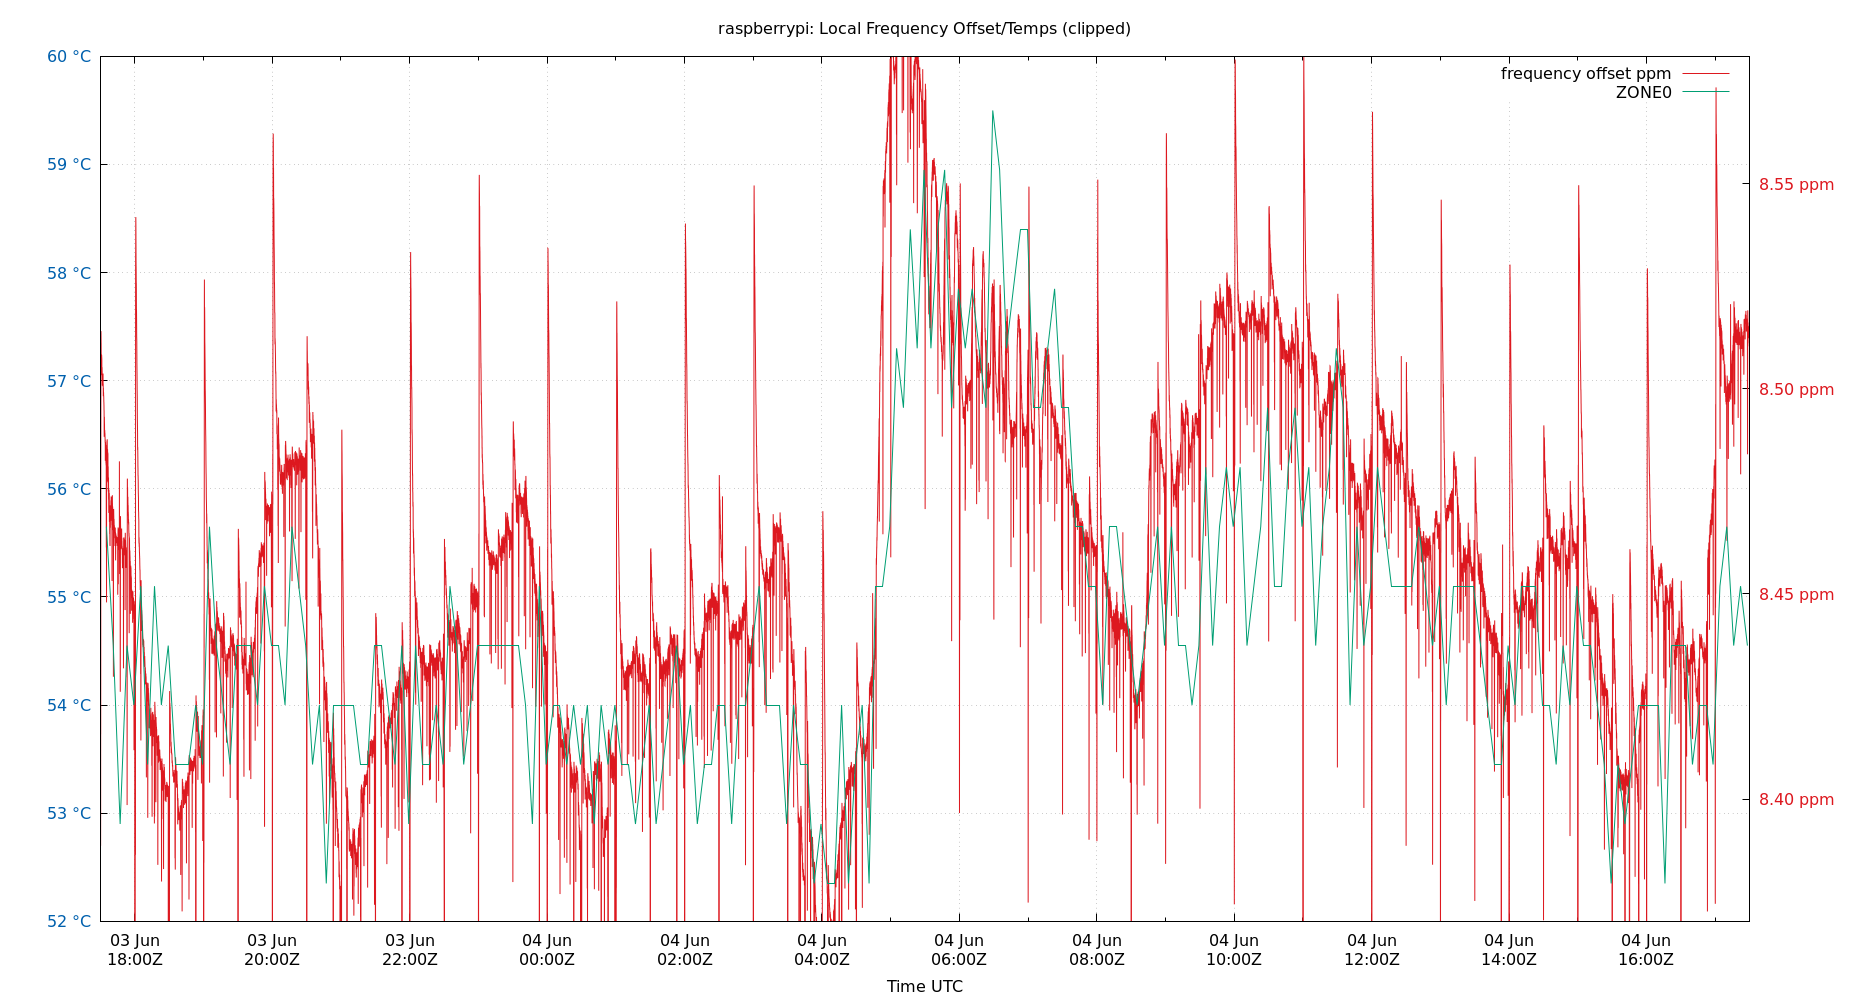 raspberrypi: Local Frequency Offset/Temps (clipped)
60 °C
59 °C
58 °C
57 °C
56 °C
55 °C
54 °C
53 °C
52 °C
frequency offset ppm
ZONE0
8.55 ppm
8.50 ppm
8.45 ppm
8.40 ppm
03 Jun 03 Jun 03 Jun 04 Jun 04 Jun 04 Jun 04 Jun 04 Jun 04 Jun 04 Jun 04 Jun 04 Jun
18:00Z 20:00Z 22:00Z 00:00Z 02:00Z 04:00Z 06:00Z 08:00Z 10:00Z 12:00Z 14:00Z 16:00Z
Time UTC